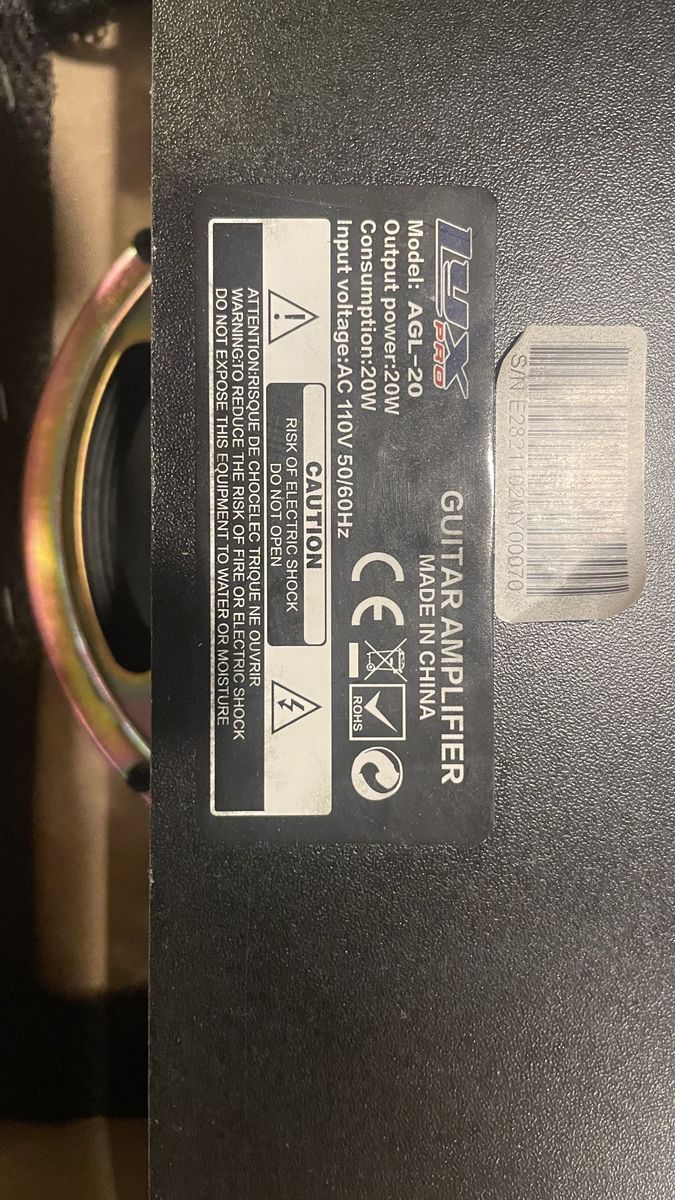 LUX
PRO
GUITAR AMPLIFIER
MADE IN CHINA
Model: AGL-20
Output power:20W
Consumption:20W
Input voltage:AC 110V 50/60Hz
CE
ROHS
CAUTION
RISK OF ELECTRIC SHOCK
DO NOT OPEN
ATTENTION:RISQUE DE CHOCELEC TRIQUE NE OUVRIR
WARNING:TO REDUCE THE RISK OF FIRE OR ELECTRIC SHOCK
DO NOT EXPOSE THIS EQUIPMENT TO WATER OR MOISTURE